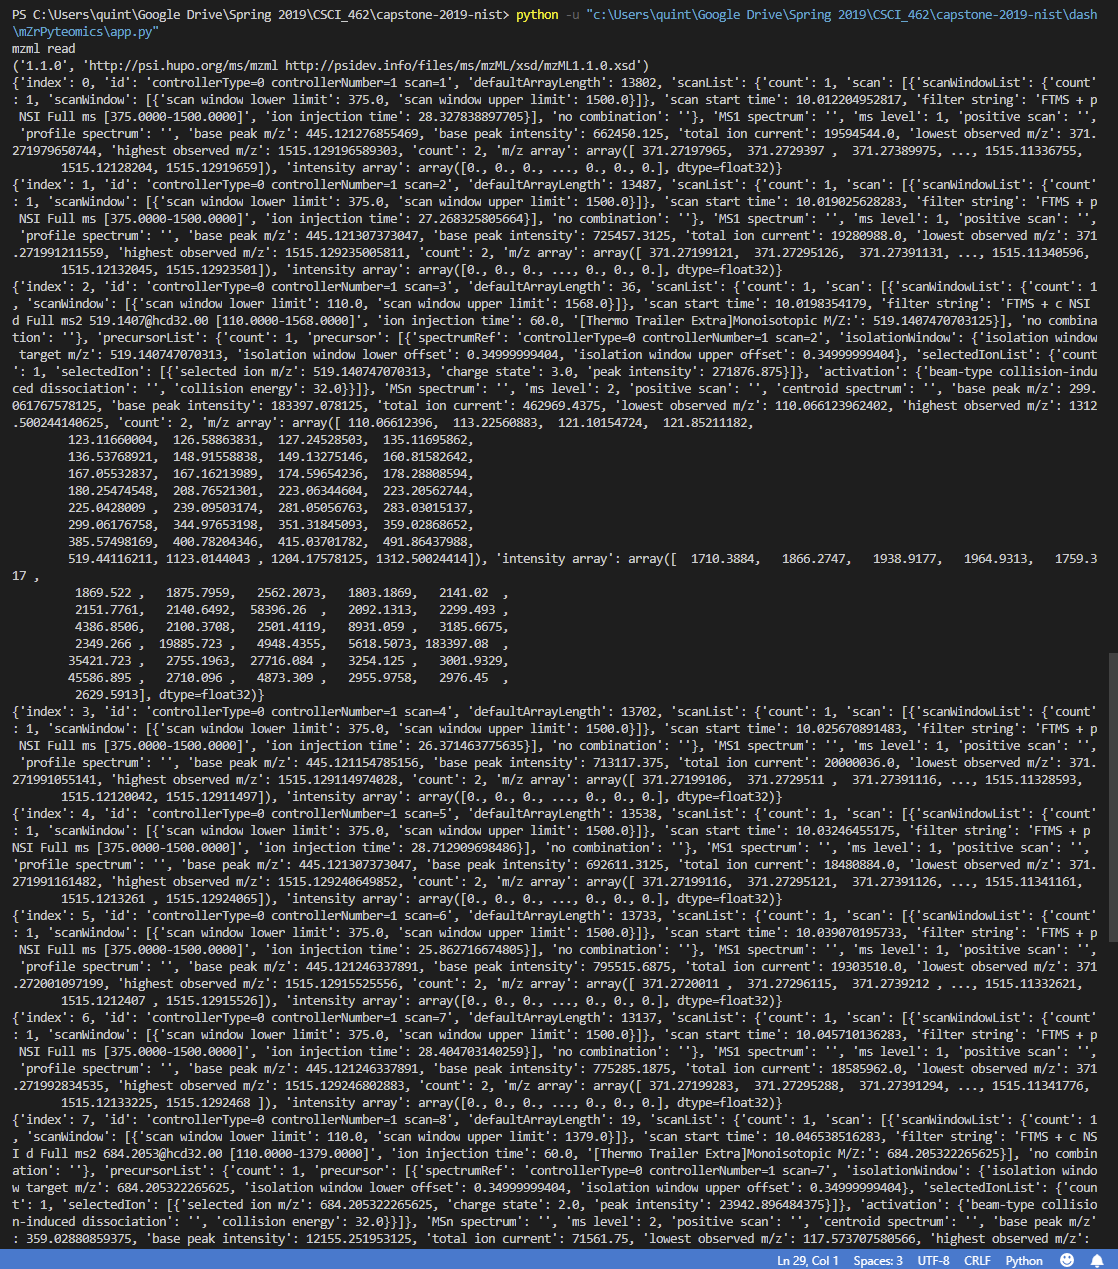 PS C:\Users\quint\Google Drive\Spring 2019\CSCI_462\capstone-2019-nist> python -u "c:\Users\quint\Google Drive\Spring 2019\CSCI_462\capstone-2019-nist\dash
\mZrPyteomics\app.py"
mzml read
('1.1.0', 'http://psi.hupo.org/ms/mzml http://psidev.info/files/ms/mzML/xsd/mzML1.1.0.xsd')
{'index': 0, 'id': 'controllerType=0 controllerNumber=1 scan=1', 'defaultArrayLength': 13802, 'scanList': {'count': 1, 'scan': [{'scanWindowList': {'count'
: 1, 'scanWindow': [{'scan window lower limit': 375.0, 'scan window upper limit': 1500.0}]}, 'scan start time': 10.012204952817, 'filter string': 'FTMS + p
NSI Full ms [375.0000-1500.0000]', 'ion injection time': 28.327838897705}], 'no combination': ''}, 'MS1 spectrum': '', 'ms level': 1, 'positive scan': '',
'profile spectrum': '', 'base peak m/z': 445.121276855469, 'base peak intensity': 662450.125, 'total ion current': 19594544.0, 'lowest observed m/z': 371.
271979650744, 'highest observed m/z': 1515.129196589303, 'count': 2, 'm/z array': array([ 371.27197965,  371.2729397 ,  371.27389975, ..., 1515.11336755,
1515.12128204, 1515.12919659]), 'intensity array': array([0., 0., 0., ..., 0., 0., 0.], dtype=float32)}
{'index': 1, 'id': 'controllerType=0 controllerNumber=1 scan=2', 'defaultArrayLength': 13487, 'scanList': {'count': 1, 'scan': [{'scanWindowList': {'count'
: 1, 'scanWindow': [{'scan window lower limit': 375.0, 'scan window upper limit': 1500.0}]}, 'scan start time': 10.019025628283, 'filter string': 'FTMS + p
NSI Full ms [375.0000-1500.0000]', 'ion injection time': 27.268325805664}], 'no combination': ''}, 'MS1 spectrum': '', 'ms level': 1, 'positive scan': '',
'profile spectrum': '', 'base peak m/z': 445.121307373047, 'base peak intensity': 725457.3125, 'total ion current': 19280988.0, 'lowest observed m/z': 371
.271991211559, 'highest observed m/z': 1515.129235005811, 'count': 2, 'm/z array': array([ 371.27199121,  371.27295126,  371.27391131, ..., 1515.11340596,
1515.12132045, 1515.12923501]), 'intensity array': array([0., 0., 0., ..., 0., 0., 0.], dtype=float32)}
{'index': 2, 'id': 'controllerType=0 controllerNumber=1 scan=3', 'defaultArrayLength': 36, 'scanList': {'count': 1, 'scan': [{'scanWindowList': {'count': 1
, 'scanWindow': [{'scan window lower limit': 110.0, 'scan window upper limit': 1568.0}]}, 'scan start time': 10.0198354179, 'filter string': 'FTMS + c NSI
d Full ms2 519.1407@hcd32.00 [110.0000-1568.0000]', 'ion injection time': 60.0, '[Thermo Trailer Extra]Monoisotopic M/Z:': 519.1407470703125}], 'no combina
tion': ''}, 'precursorList': {'count': 1, 'precursor': [{'spectrumRef': 'controllerType=0 controllerNumber=1 scan=2', 'isolationWindow': {'isolation window
target m/z': 519.140747070313, 'isolation window lower offset': 0.34999999404, 'isolation window upper offset': 0.34999999404}, 'selectedIonList': {'count
': 1, 'selectedIon': [{'selected ion m/z': 519.140747070313, 'charge state': 3.0, 'peak intensity': 271876.875}]}, 'activation': {'beam-type collision-indu
ced dissociation': '', 'collision energy': 32.0}}]}, 'MSn spectrum': '', 'ms level': 2, 'positive scan': '', 'centroid spectrum': '', 'base peak m/z': 299.
061767578125, 'base peak intensity': 183397.078125, 'total ion current': 462969.4375, 'lowest observed m/z': 110.066123962402, 'highest observed m/z': 1312
.500244140625, 'count': 2, 'm/z array': array([ 110.06612396,  113.22560883,  121.10154724,  121.85211182,
123.11660004,  126.58863831,  127.24528503,  135.11695862,
136.53768921,  148.91558838,  149.13275146,  160.81582642,
167.05532837,  167.16213989,  174.59654236,  178.28808594,
180.25474548,  208.76521301,  223.06344604,  223.20562744,
225.0428009 ,  239.09503174,  281.05056763,  283.03015137,
299.06176758,  344.97653198,  351.31845093,  359.02868652,
385.57498169,  400.78204346,  415.03701782,  491.86437988,
519.44116211, 1123.0144043 , 1204.17578125, 1312.50024414]), 'intensity array': array([  1710.3884,   1866.2747,   1938.9177,   1964.9313,   1759.3
17 ,
1869.522 ,   1875.7959,   2562.2073,   1803.1869,   2141.02  ,
2151.7761,   2140.6492,  58396.26  ,   2092.1313,   2299.493 ,
4386.8506,   2100.3708,   2501.4119,   8931.059 ,   3185.6675,
2349.266 ,  19885.723 ,   4948.4355,   5618.5073, 183397.08  ,
35421.723 ,   2755.1963,  27716.084 ,   3254.125 ,   3001.9329,
45586.895 ,   2710.096 ,   4873.309 ,   2955.9758,   2976.45  ,
2629.5913], dtype=float32)}
{'index': 3, 'id': 'controllerType=0 controllerNumber=1 scan=4', 'defaultArrayLength': 13702, 'scanList': {'count': 1, 'scan': [{'scanWindowList': {'count'
: 1, 'scanWindow': [{'scan window lower limit': 375.0, 'scan window upper limit': 1500.0}]}, 'scan start time': 10.025670891483, 'filter string': 'FTMS + p
NSI Full ms [375.0000-1500.0000]', 'ion injection time': 26.371463775635}], 'no combination': ''}, 'MS1 spectrum': '', 'ms level': 1, 'positive scan': '',
'profile spectrum': '', 'base peak m/z': 445.121154785156, 'base peak intensity': 713117.375, 'total ion current': 20000036.0, 'lowest observed m/z': 371.
271991055141, 'highest observed m/z': 1515.129114974028, 'count': 2, 'm/z array': array([ 371.27199106,  371.2729511 ,  371.27391116, ..., 1515.11328593,
1515.12120042, 1515.12911497]), 'intensity array': array([0., 0., 0., ..., 0., 0., 0.], dtype=float32)}
{'index': 4, 'id': 'controllerType=0 controllerNumber=1 scan=5', 'defaultArrayLength': 13538, 'scanList': {'count': 1, 'scan': [{'scanWindowList': {'count'
: 1, 'scanWindow': [{'scan window lower limit': 375.0, 'scan window upper limit': 1500.0}]}, 'scan start time': 10.03246455175, 'filter string': 'FTMS + p
NSI Full ms [375.0000-1500.0000]', 'ion injection time': 28.712909698486}], 'no combination': ''}, 'MS1 spectrum': '', 'ms level': 1, 'positive scan': '',
'profile spectrum': '', 'base peak m/z': 445.121307373047, 'base peak intensity': 692611.3125, 'total ion current': 18480884.0, 'lowest observed m/z': 371.
271991161482, 'highest observed m/z': 1515.129240649852, 'count': 2, 'm/z array': array([ 371.27199116,  371.27295121,  371.27391126, ..., 1515.11341161,
1515.1213261 , 1515.12924065]), 'intensity array': array([0., 0., 0., ..., 0., 0., 0.], dtype=float32)}
{'index': 5, 'id': 'controllerType=0 controllerNumber=1 scan=6', 'defaultArrayLength': 13733, 'scanList': {'count': 1, 'scan': [{'scanWindowList': {'count'
: 1, 'scanWindow': [{'scan window lower limit': 375.0, 'scan window upper limit': 1500.0}]}, 'scan start time': 10.039070195733, 'filter string': 'FTMS + p
NSI Full ms [375.0000-1500.0000]', 'ion injection time': 25.862716674805}], 'no combination': ''}, 'MS1 spectrum': '', 'ms level': 1, 'positive scan': '',
'profile spectrum': '', 'base peak m/z': 445.121246337891, 'base peak intensity': 795515.6875, 'total ion current': 19303510.0, 'lowest observed m/z': 371
.272001097199, 'highest observed m/z': 1515.12915525556, 'count': 2, 'm/z array': array([ 371.2720011 ,  371.27296115,  371.2739212 , ..., 1515.11332621,
1515.1212407 , 1515.12915526]), 'intensity array': array([0., 0., 0., ..., 0., 0., 0.], dtype=float32)}
{'index': 6, 'id': 'controllerType=0 controllerNumber=1 scan=7', 'defaultArrayLength': 13137, 'scanList': {'count': 1, 'scan': [{'scanWindowList': {'count'
: 1, 'scanWindow': [{'scan window lower limit': 375.0, 'scan window upper limit': 1500.0}]}, 'scan start time': 10.045710136283, 'filter string': 'FTMS + p
NSI Full ms [375.0000-1500.0000]', 'ion injection time': 28.404703140259}], 'no combination': ''}, 'MS1 spectrum': '', 'ms level': 1, 'positive scan': '',
'profile spectrum': '', 'base peak m/z': 445.121246337891, 'base peak intensity': 775285.1875, 'total ion current': 18585962.0, 'lowest observed m/z': 371
.271992834535, 'highest observed m/z': 1515.129246802883, 'count': 2, 'm/z array': array([ 371.27199283,  371.27295288,  371.27391294, ..., 1515.11341776,
1515.12133225, 1515.1292468 ]), 'intensity array': array([0., 0., 0., ..., 0., 0., 0.], dtype=float32)}
{'index': 7, 'id': 'controllerType=0 controllerNumber=1 scan=8', 'defaultArrayLength': 19, 'scanList': {'count': 1, 'scan': [{'scanWindowList': {'count': 1
, 'scanWindow': [{'scan window lower limit': 110.0, 'scan window upper limit': 1379.0}]}, 'scan start time': 10.046538516283, 'filter string': 'FTMS + c NS
I d Full ms2 684.2053@hcd32.00 [110.0000-1379.0000]', 'ion injection time': 60.0, '[Thermo Trailer Extra]Monoisotopic M/Z:': 684.205322265625}], 'no combin
ation': ''}, 'precursorList': {'count': 1, 'precursor': [{'spectrumRef': 'controllerType=0 controllerNumber=1 scan=7', 'isolationWindow': {'isolation windo
w target m/z': 684.205322265625, 'isolation window lower offset': 0.34999999404, 'isolation window upper offset': 0.34999999404}, 'selectedIonList': {'coun
t': 1, 'selectedIon': [{'selected ion m/z': 684.205322265625, 'charge state': 2.0, 'peak intensity': 23942.896484375}]}, 'activation': {'beam-type collisio
n-induced dissociation': '', 'collision energy': 32.0}}]}, 'MSn spectrum': '', 'ms level': 2, 'positive scan': '', 'centroid spectrum': '', 'base peak m/z'
: 359.02880859375, 'base peak intensity': 12155.251953125, 'total ion current': 71561.75, 'lowest observed m/z': 117.573707580566, 'highest observed m/z':
Ln 29, Col 1 Spaces: 3 UTF-8 CRLF Python